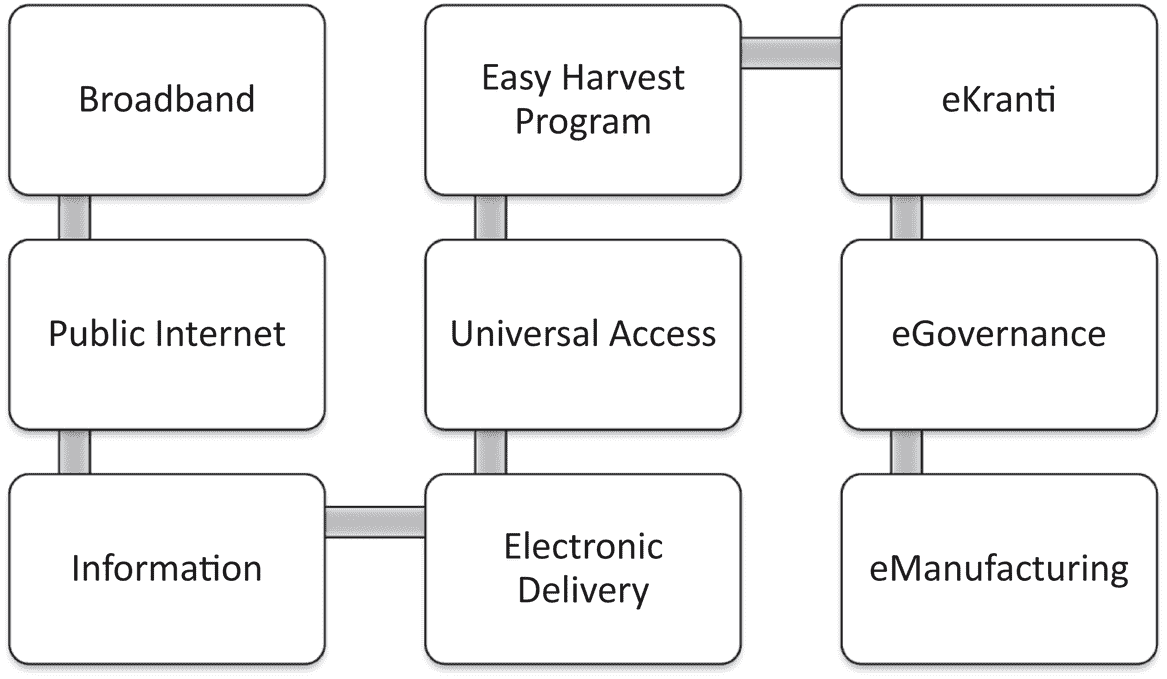 Broadband
Public Internet
Information
Electronic
Delivery
Universal Access
Easy Harvest
Program
eKranti
eGovernance
eManufacturing